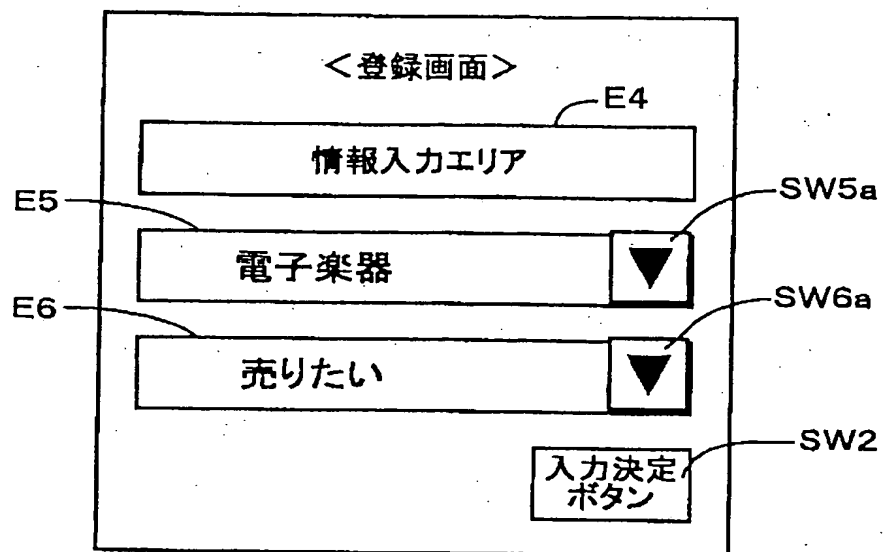 <登録画面>
E4
情報入力エリア
E5
SW5a
電子楽器
▼
E6
SW6a
売りたい
▼
SW2
入力決定
ボタン